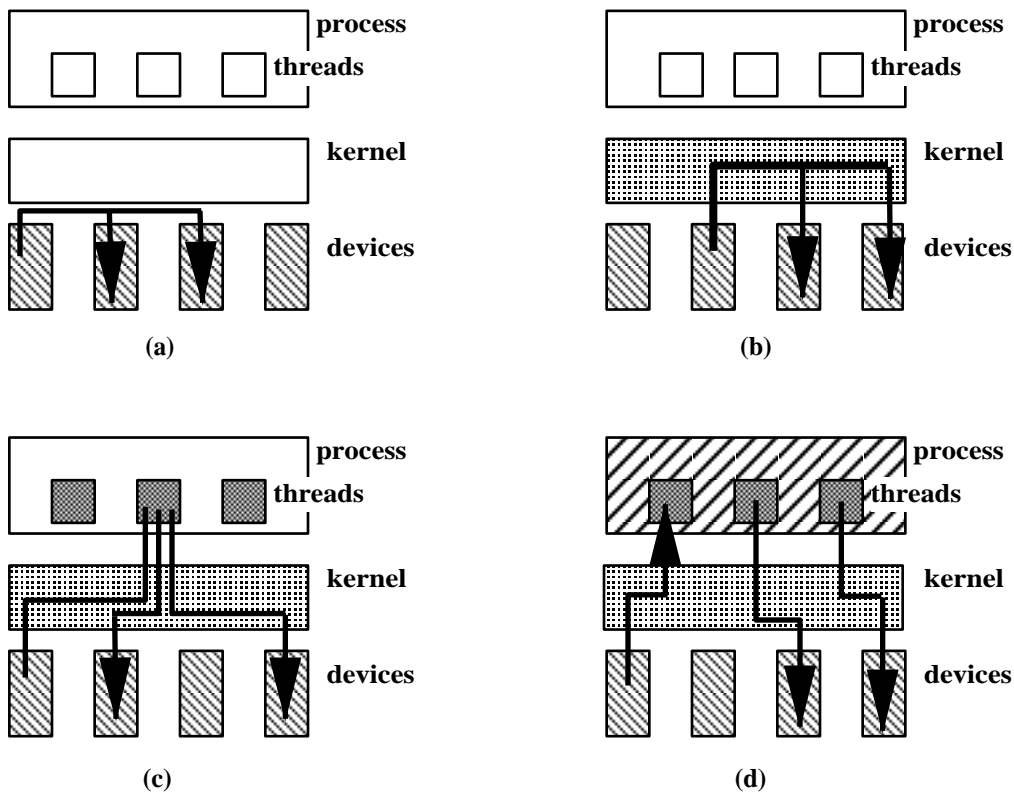 process
threads
kernel
devices
(a)
process
threads
kernel
devices
(b)
process
threads
kernel
devices
(c)
process
threads
kernel
devices
(d)